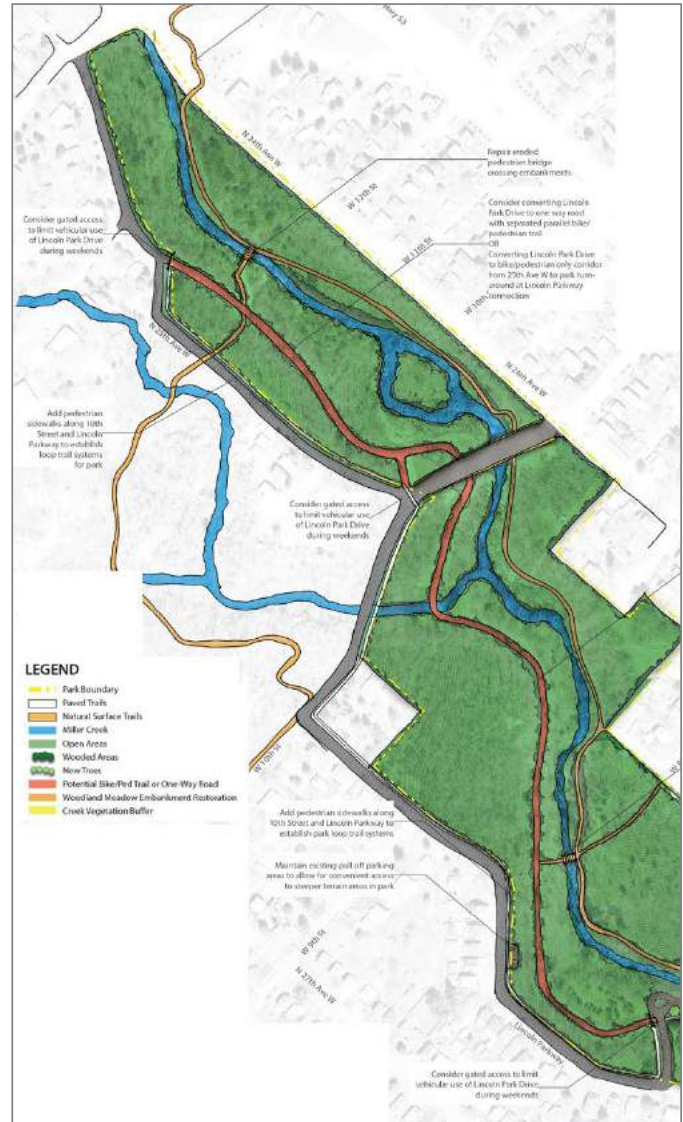 Hwy 53
N 24th Ave W
Repair eroded
pedestrian bridge
crossing embankments
W 12th St
Consider gated access
to limit vehicular use
of Lincoln Park Drive
during weekends
Consider converting Lincoln
Park Drive to one way road
with separated parallel bike/
pedestrian trail
OR
Converting Lincoln Park Drive
to bike/pedestrian only corridor
from 25th Ave W to park turn-
around at Lincoln Parkway
connection
W 11th St
W 10th
N 25th Ave W
N 24th Ave W
Add pedestrian
sidewalks along 10th
Street and Lincoln
Parkway to establish
loop trail systems
for park
Consider gated access
to limit vehicular use
of Lincoln Park Drive
during weekends
LEGEND
Park Boundary
Paved Trails
Natural Surface Trails
Miller Creek
Open Areas
Wooded Areas
New Trees
Potential Bike/Ped Trail or One-Way Road
Woodland Meadow Embankment Restoration
Creek Vegetation Buffer
W 10th St
Add pedestrian sidewalks along
10th Street and Lincoln Parkway to
establish park loop trail systems
Maintain existing pull off parking
areas to allow for convenient access
to steeper terrain areas in park
W 9th St
N 27th Ave W
Lincoln Parkway
Consider gated access to limit
vehicular use of Lincoln Park Drive
during weekends